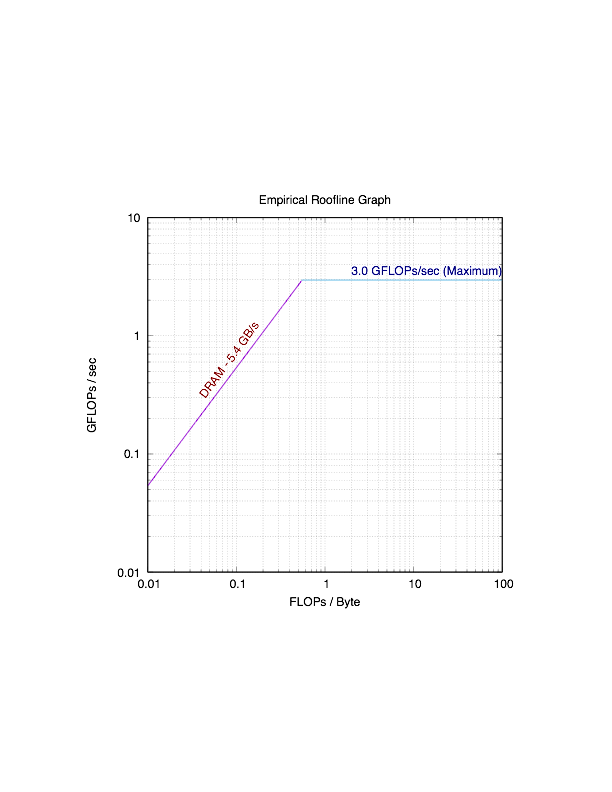 Empirical Roofline Graph
10
3.0 GFLOPs/sec (Maximum)
1
DRAM - 5.4 GB/s
GFLOPs / sec
0.1
0.01
0.01 0.1 1 10 100
FLOPs / Byte